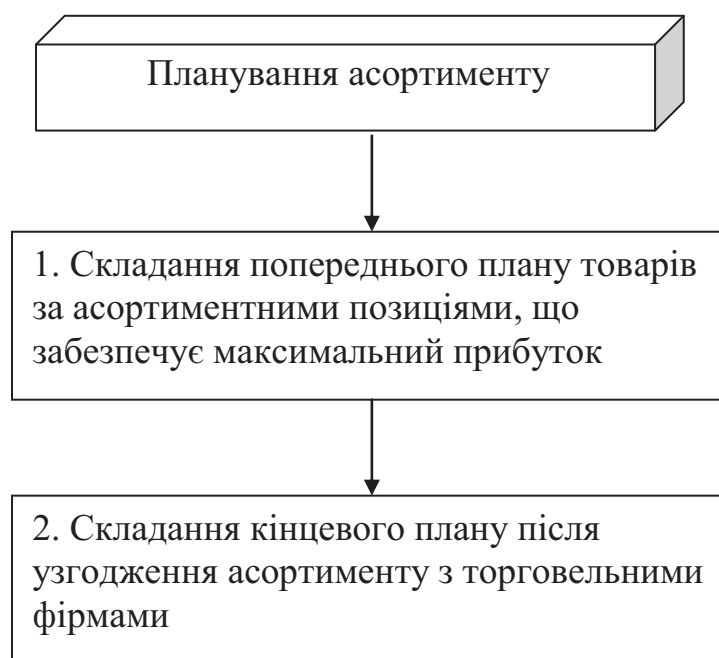 Планування асортименту
1. Складання попереднього плану товарів
за асортиментними позиціями, що
забезпечує максимальний прибуток
2. Складання кінцевого плану після
узгодження асортименту з торговельними
фірмами